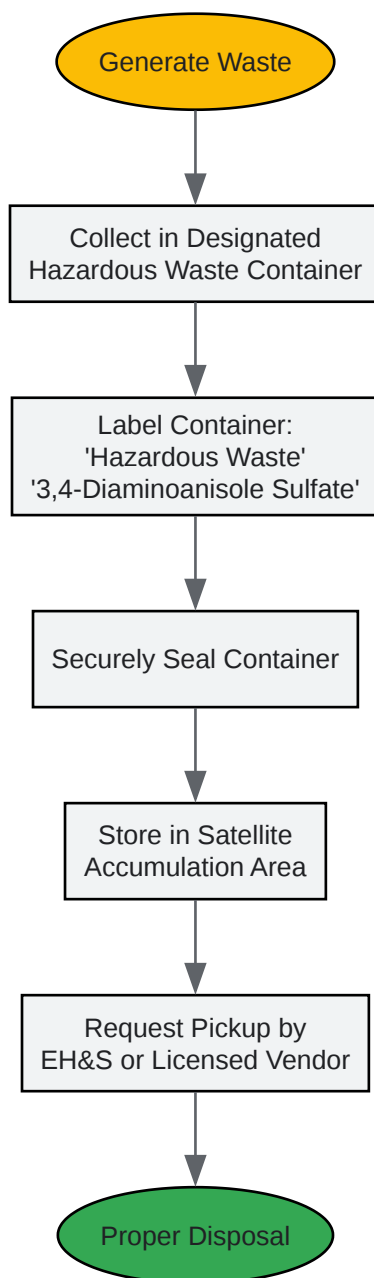 Generate Waste
Collect in Designated
Hazardous Waste Container
Label Container:
'Hazardous Waste'
'3,4-Diaminoanisole Sulfate'
Securely Seal Container
Store in Satellite
Accumulation Area
Request Pickup by
EH&S or Licensed Vendor
Proper Disposal